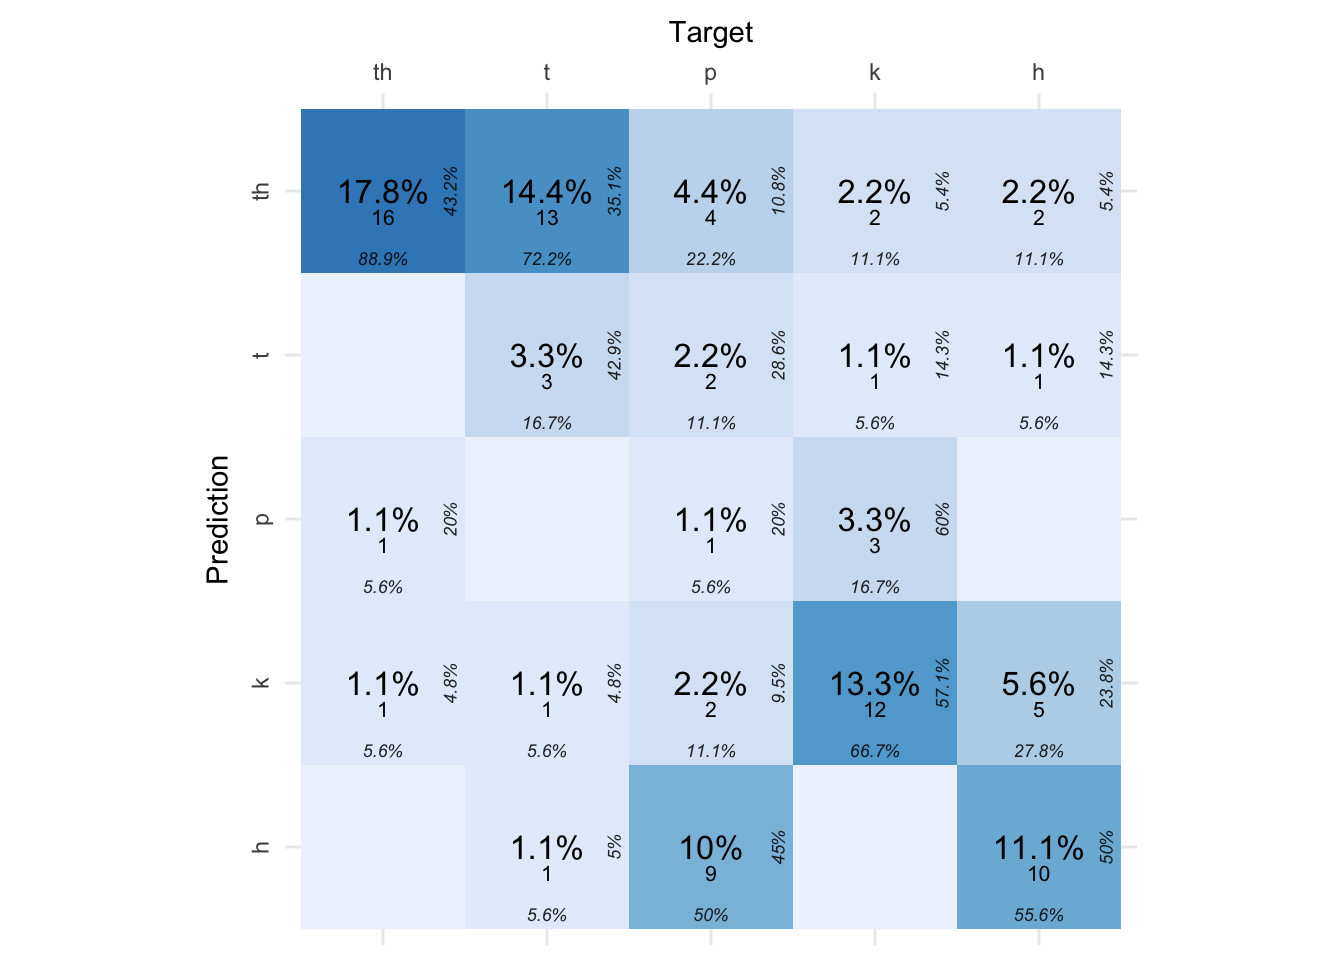 Target
th t p k h
th
17.8% 43.2% 14.4% 35.1% 4.4% 10.8% 2.2% 5.4% 2.2% 5.4%
16 13 4 2 2
88.9% 72.2% 22.2% 11.1% 11.1%
t
3.3% 42.9% 2.2% 28.6% 1.1% 14.3% 1.1% 14.3%
3 2 1 1
16.7% 11.1% 5.6% 5.6%
Prediction
p
1.1% 20% 1.1% 20% 3.3% 60%
1 1 3
5.6% 5.6% 16.7%
k
1.1% 4.8% 1.1% 4.8% 2.2% 9.5% 13.3% 57.1% 5.6% 23.8%
1 1 2 12 5
5.6% 5.6% 11.1% 66.7% 27.8%
h
1.1% 5% 10% 45% 11.1% 50%
1 9 10
5.6% 50% 55.6%